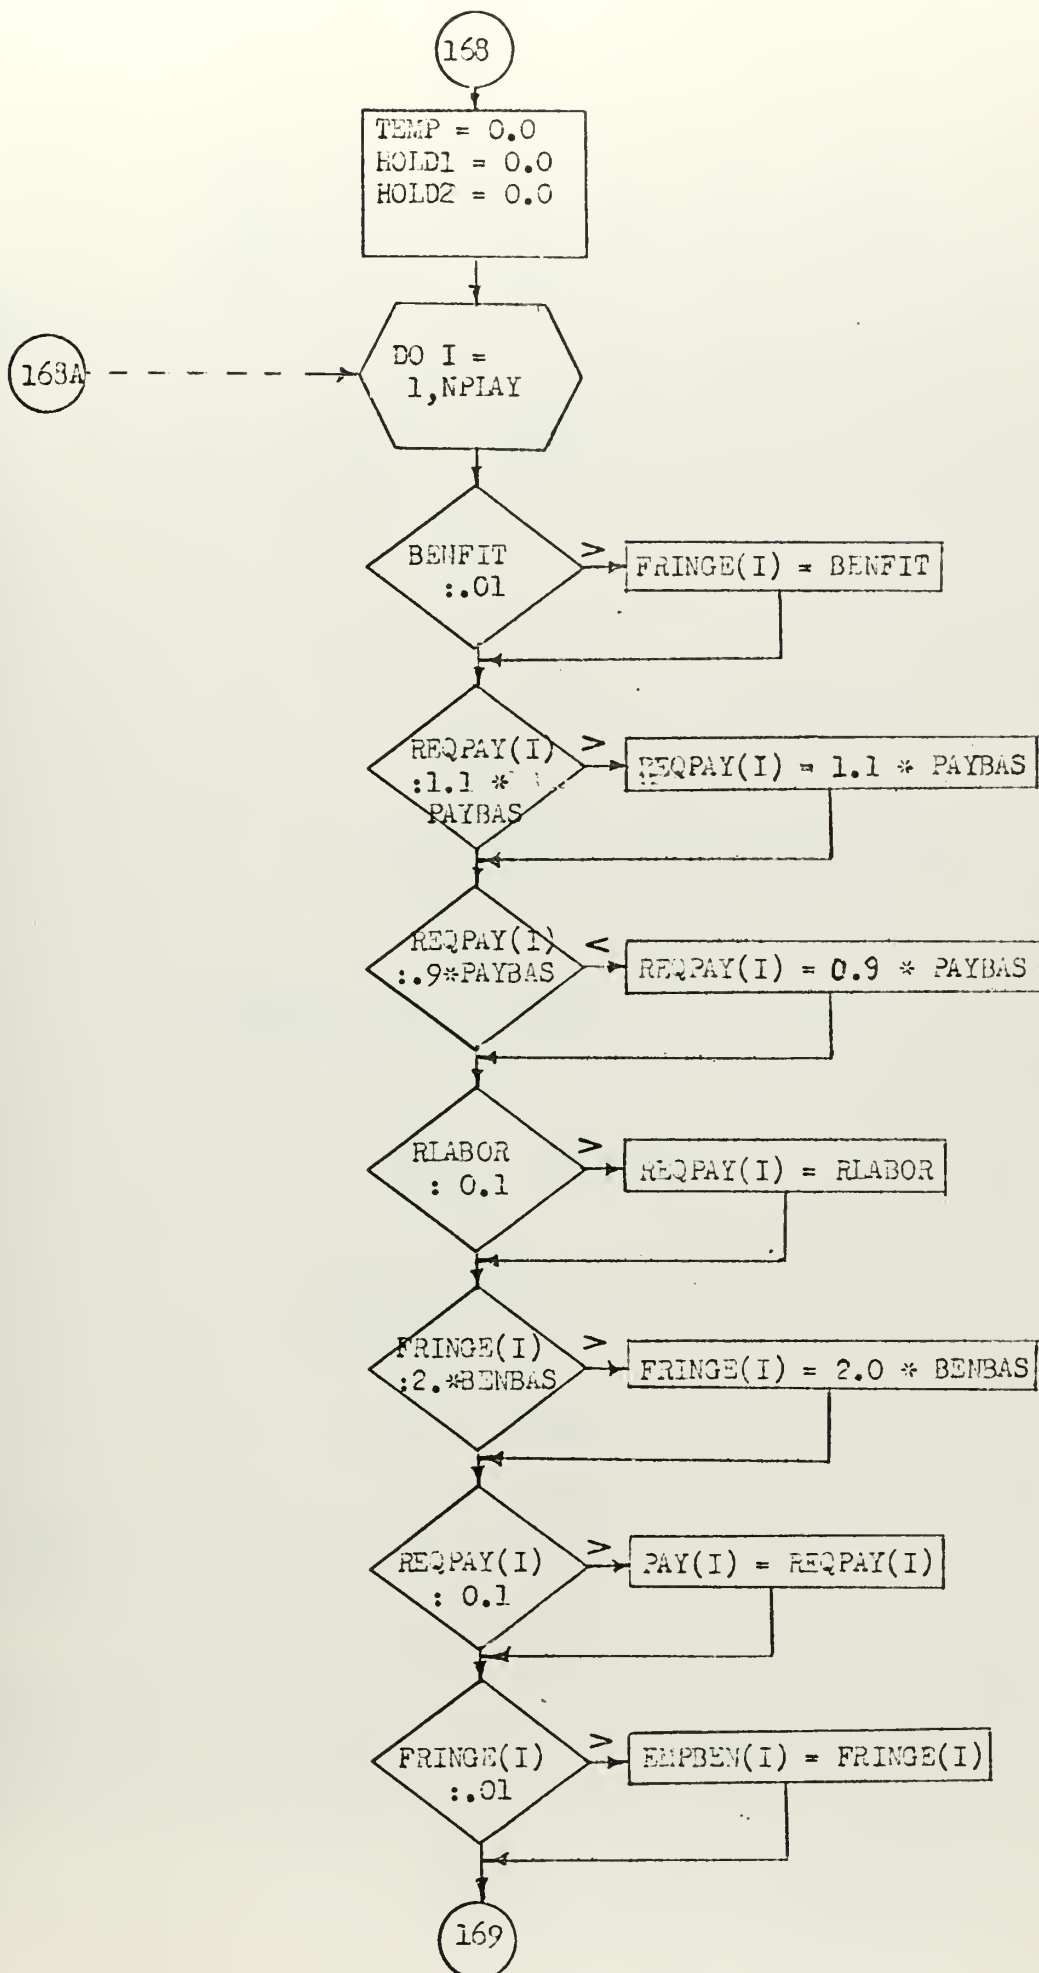 168
TEMP = 0.0
HOLD1 = 0.0
HOLD2 = 0.0
168A
DO I =
1,NPLAY
BENFIT
:.01
>
FRINGE(I) = BENFIT
REQPAY(I)
:1.1 *
PAYBAS
>
REQPAY(I) = 1.1 * PAYBAS
REQPAY(I)
:.9*PAYBAS
<
REQPAY(I) = 0.9 * PAYBAS
RLABOR
: 0.1
>
REQPAY(I) = RLABOR
FRINGE(I)
:2.*BENBAS
>
FRINGE(I) = 2.0 * BENBAS
REQPAY(I)
: 0.1
>
PAY(I) = REQPAY(I)
FRINGE(I)
:.01
>
EMPBEN(I) = FRINGE(I)
169